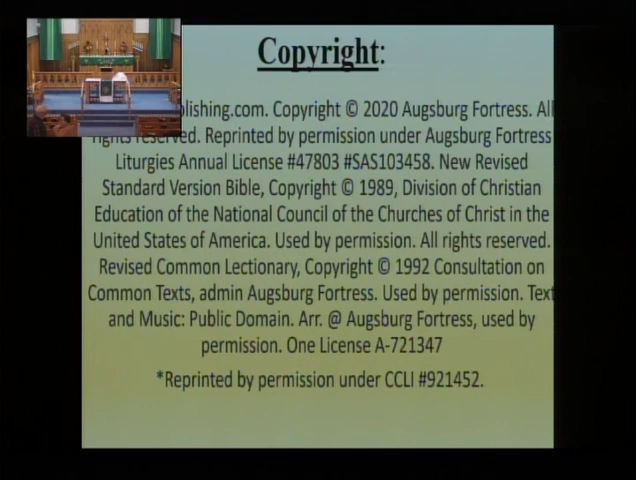 Copyright:
blishing.com. Copyright © 2020 Augsburg Fortress. All
rights reserved. Reprinted by permission under Augsburg Fortress
Liturgies Annual License #47803 #SAS103458. New Revised
Standard Version Bible, Copyright © 1989, Division of Christian
Education of the National Council of the Churches of Christ in the
United States of America. Used by permission. All rights reserved.
Revised Common Lectionary, Copyright © 1992 Consultation on
Common Texts, admin Augsburg Fortress. Used by permission. Text
and Music: Public Domain. Arr. @ Augsburg Fortress, used by
permission. One License A-721347
*Reprinted by permission under CCLI #921452.